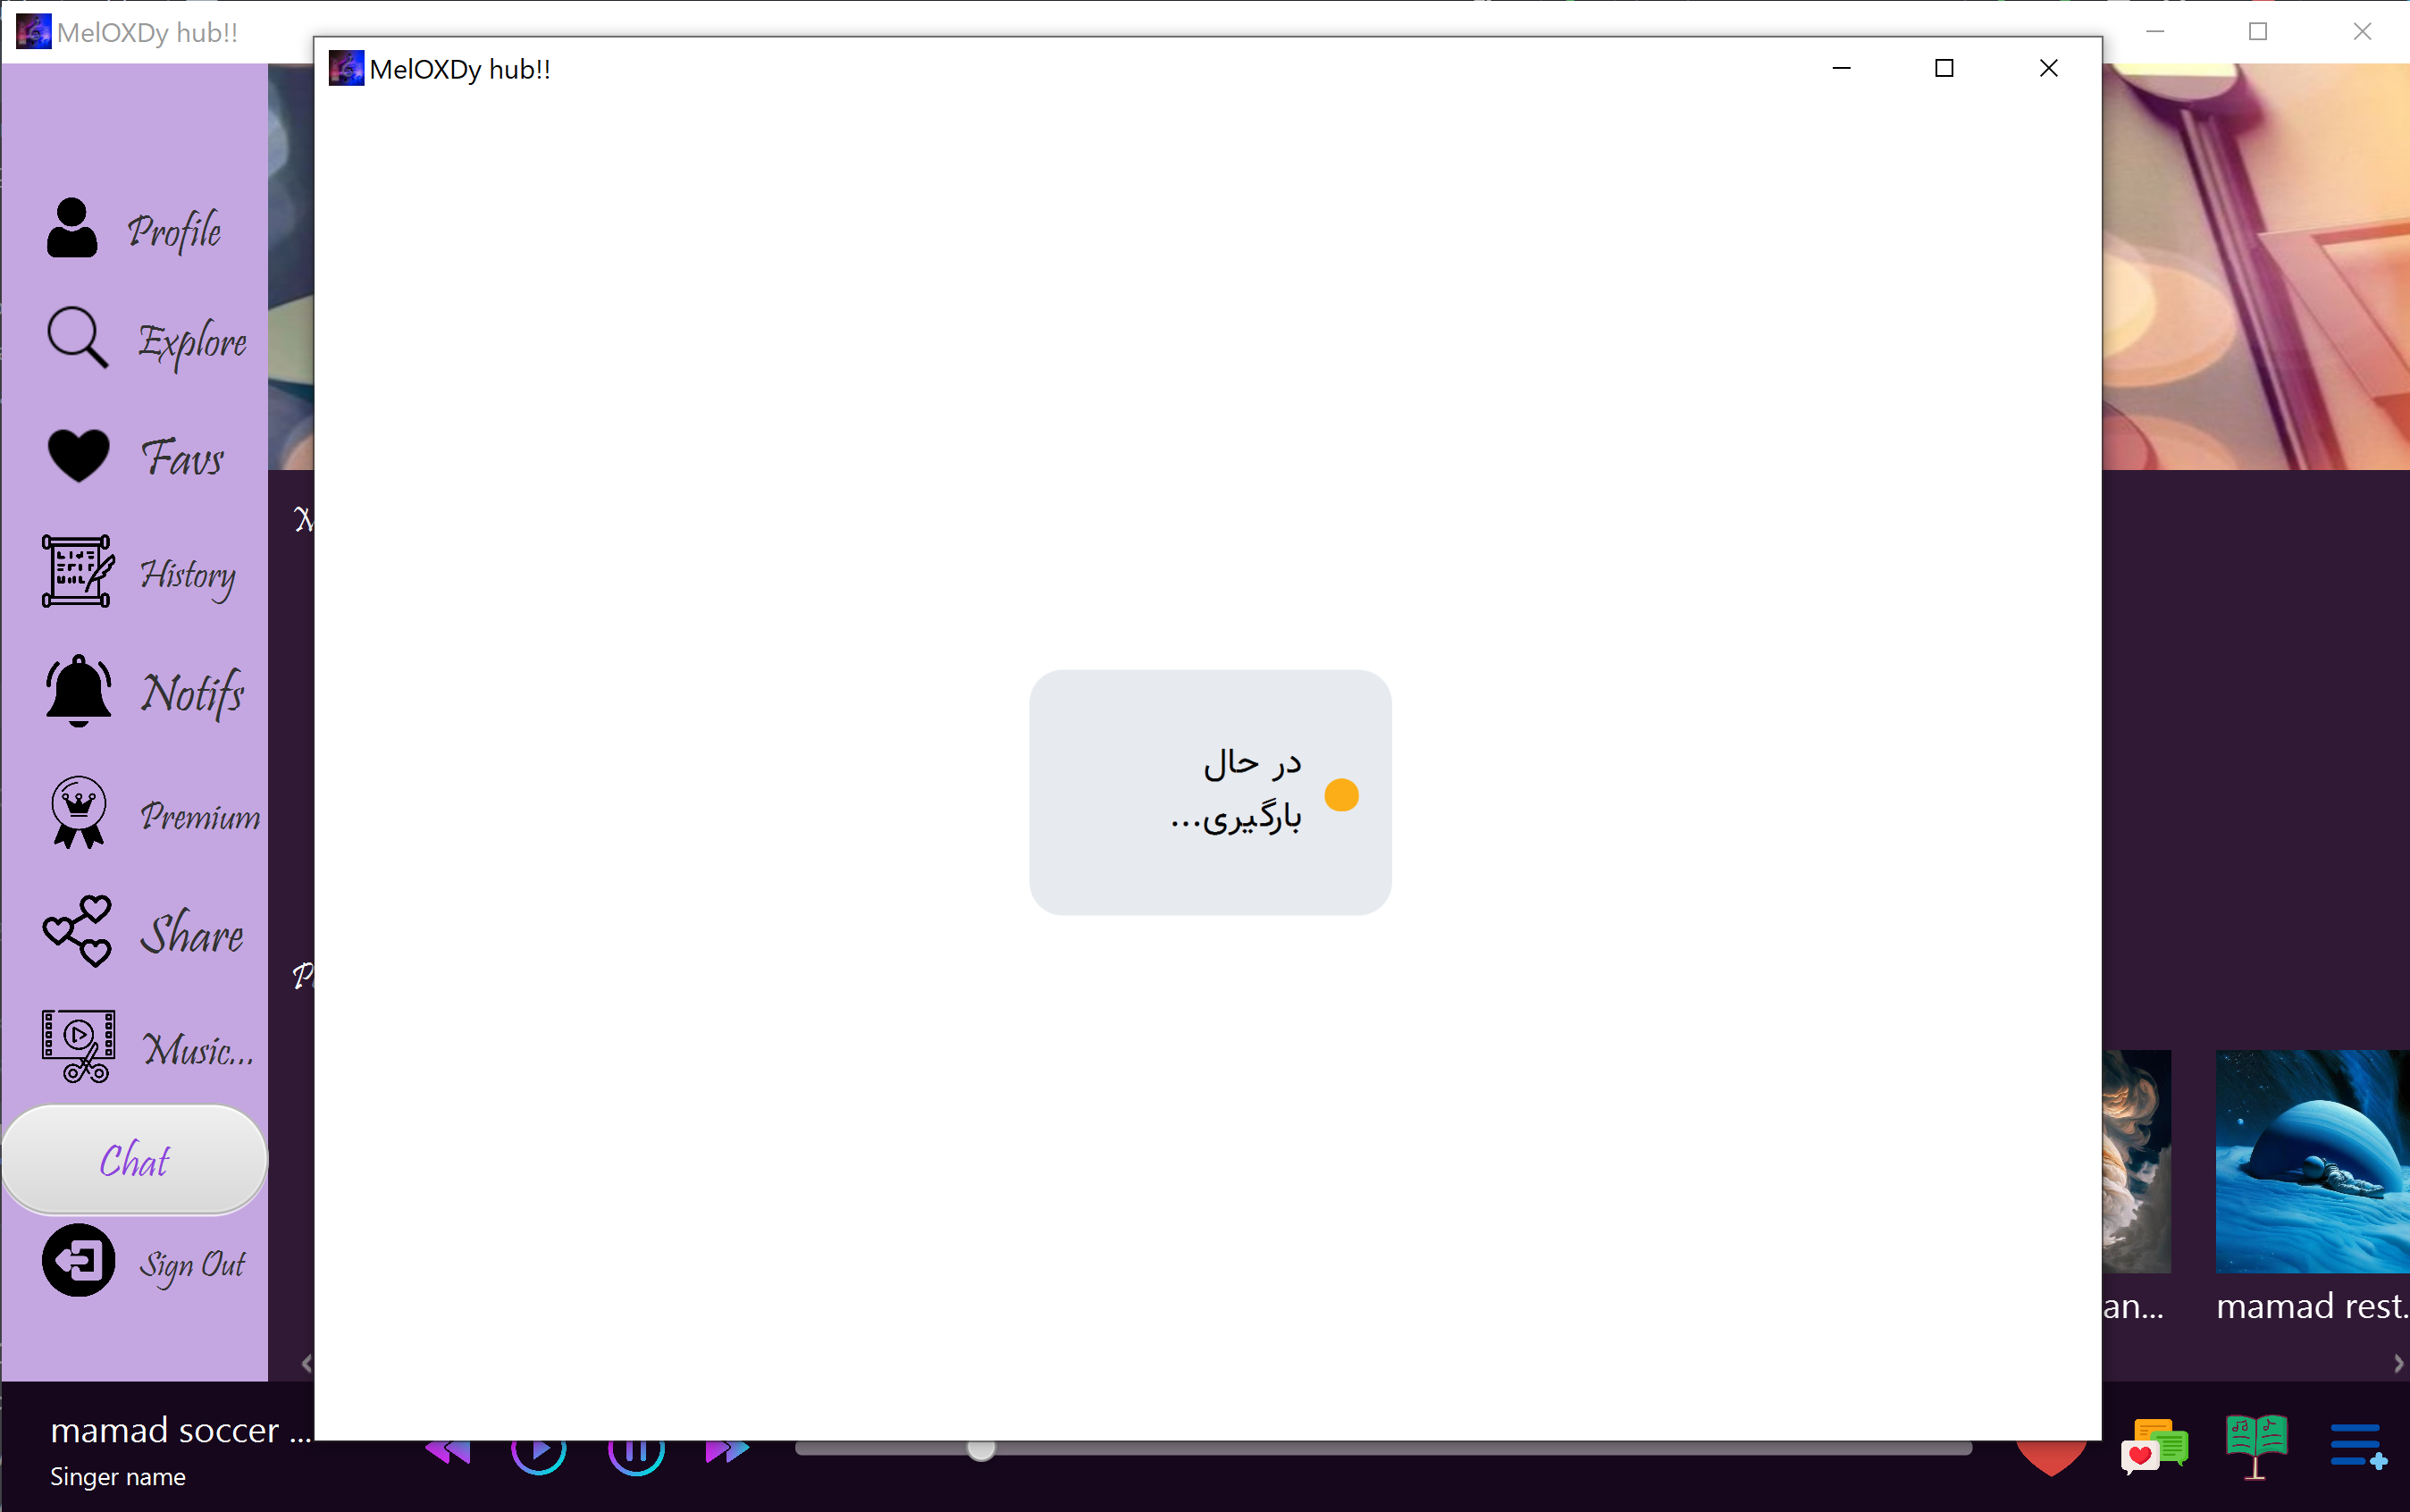 MelOXDy hub!!
MelOXDy hub!!
Profile
Explore
Favs
History
Notifs
Premium
Share
Music...
Chat
Sign Out
در حال
بارگیری...
an...
mamad rest.
mamad soccer ...
Singer name